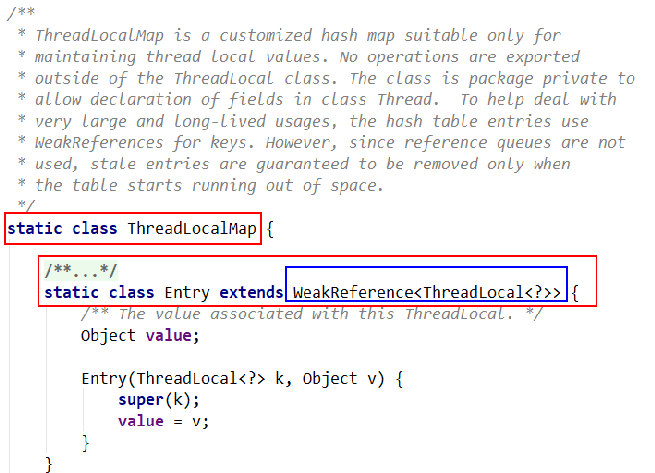 /**
* ThreadLocalMap is a customized hash map suitable only for
* maintaining thread local values. No operations are exported
* outside of the ThreadLocal class. The class is package private to
* allow declaration of fields in class Thread.  To help deal with
* very large and long-lived usages, the hash table entries use
* WeakReferences for keys. However, since reference queues are not
* used, stale entries are guaranteed to be removed only when
* the table starts running out of space.
*/
static class ThreadLocalMap {
/**...*/
static class Entry extends WeakReference<ThreadLocal<?>> {
/** The value associated with this ThreadLocal. */
Object value;
Entry(ThreadLocal<?> k, Object v) {
super(k);
value = v;
}
}